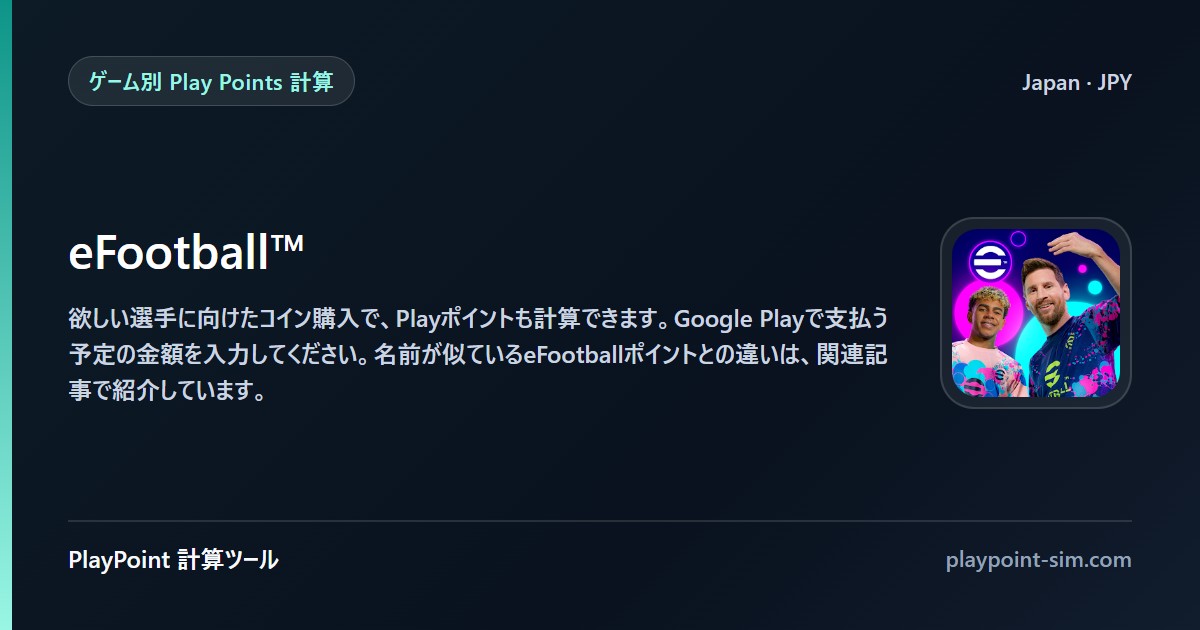 ゲーム別 Play Points 計算
Japan · JPY
eFootball™
欲しい選手に向けたコイン購入で、Playポイントも計算できます。Google Playで支払う
予定の金額を入力してください。名前が似ているeFootballポイントとの違いは、関連記
事で紹介しています。
PlayPoint 計算ツール
playpoint-sim.com